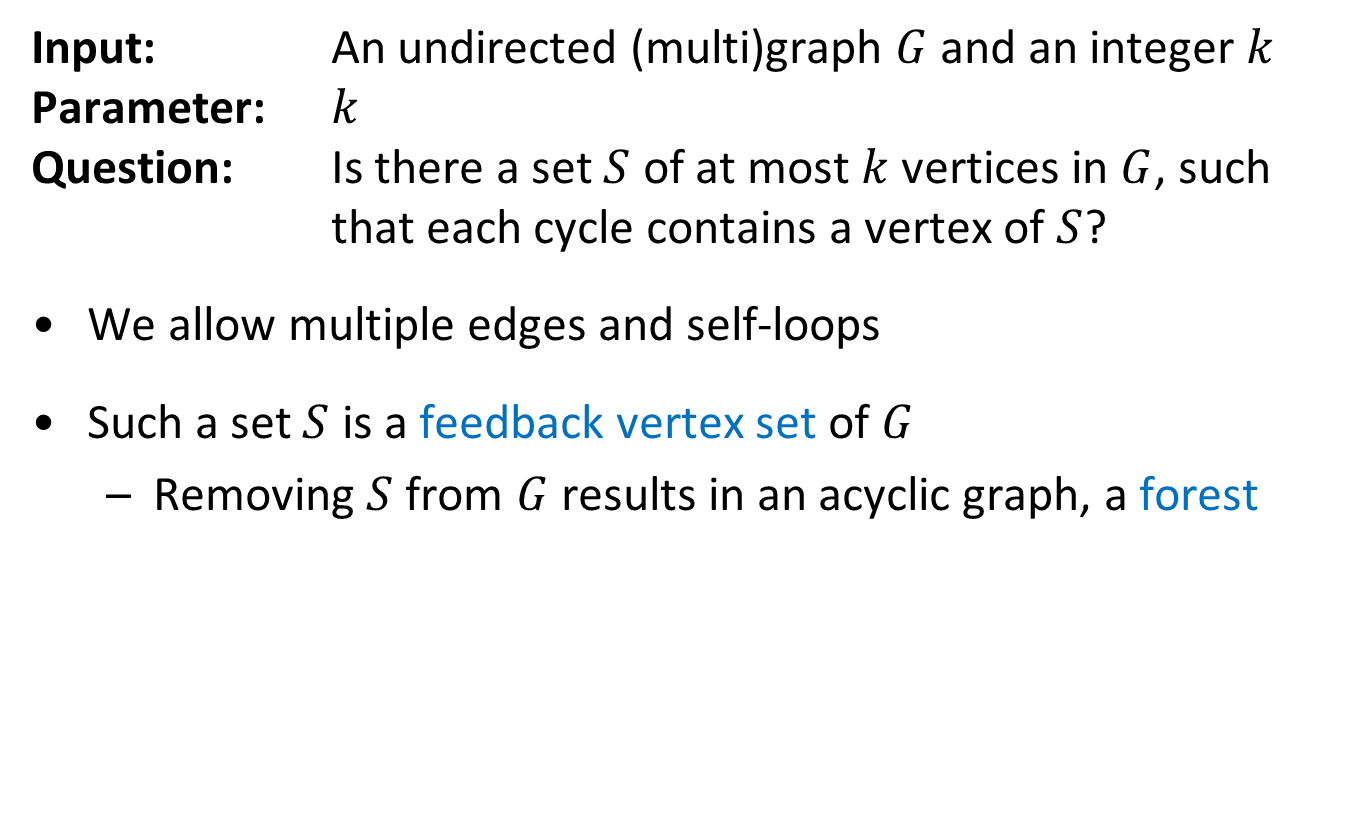 Input: An undirected (multi)graph G and an integer k
Parameter: k
Question: Is there a set S of at most k vertices in G, such
that each cycle contains a vertex of S?
• We allow multiple edges and self-loops
• Such a set S is a feedback vertex set of G
– Removing S from G results in an acyclic graph, a forest